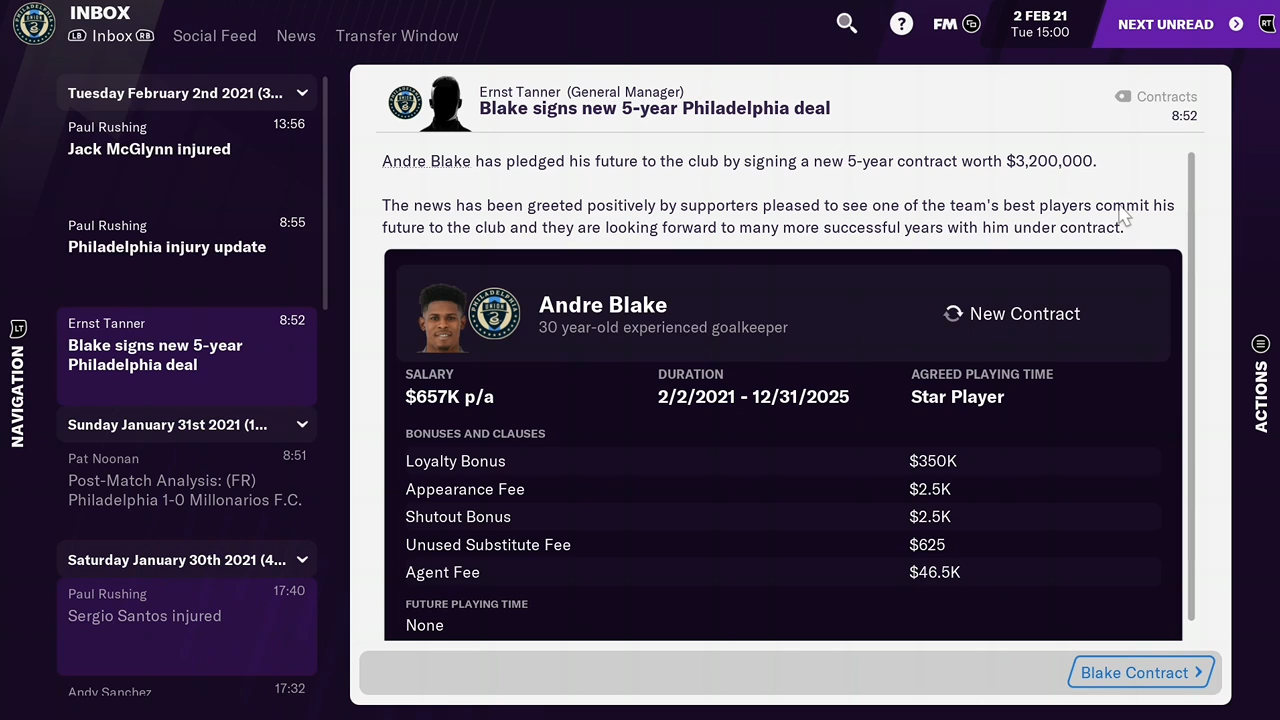 INBOX
LB Inbox RB Social Feed News Transfer Window
? FM
2 FEB 21
Tue 15:00
NEXT UNREAD RT
NAVIGATION LT
ACTIONS
Tuesday February 2nd 2021 (3...
Paul Rushing 13:56
Jack McGlynn injured
Paul Rushing 8:55
Philadelphia injury update
Ernst Tanner 8:52
Blake signs new 5-year
Philadelphia deal
Sunday January 31st 2021 (1...
Pat Noonan 8:51
Post-Match Analysis: (FR)
Philadelphia 1-0 Millonarios F.C.
Saturday January 30th 2021 (4...
Paul Rushing 17:40
Sergio Santos injured
Andy Sanchez 17:32
Ernst Tanner (General Manager)
Blake signs new 5-year Philadelphia deal
Contracts
8:52
Andre Blake has pledged his future to the club by signing a new 5-year contract worth $3,200,000.
The news has been greeted positively by supporters pleased to see one of the team's best players commit his
future to the club and they are looking forward to many more successful years with him under contract.
PHILADELPHIA UNION
Andre Blake
30 year-old experienced goalkeeper
New Contract
SALARY DURATION AGREED PLAYING TIME
$657K p/a 2/2/2021 - 12/31/2025 Star Player
BONUSES AND CLAUSES
Loyalty Bonus $350K
Appearance Fee $2.5K
Shutout Bonus $2.5K
Unused Substitute Fee $625
Agent Fee $46.5K
FUTURE PLAYING TIME
None
Blake Contract